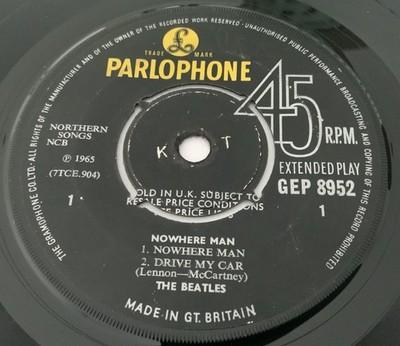 THE GRAMOPHONE CO. LTD. · ALL RIGHTS OF THE MANUFACTURER AND OF THE OWNER OF THE RECORDED WORK RESERVED · UNAUTHORISED PUBLIC PERFORMANCE BROADCASTING AND COPYING OF THIS RECORD PROHIBITED
£
TRADE MARK
PARLOPHONE
45
R.P.M.
NORTHERN
SONGS
NCB
℗ 1965
(7TCE.904)
K T
EXTENDED PLAY
GEP 8952
1
1
SOLD IN U.K. SUBJECT TO
RESALE PRICE CONDITIONS
PRICE
NOWHERE MAN
1. NOWHERE MAN
2. DRIVE MY CAR
(Lennon—McCartney)
THE BEATLES
MADE IN GT. BRITAIN